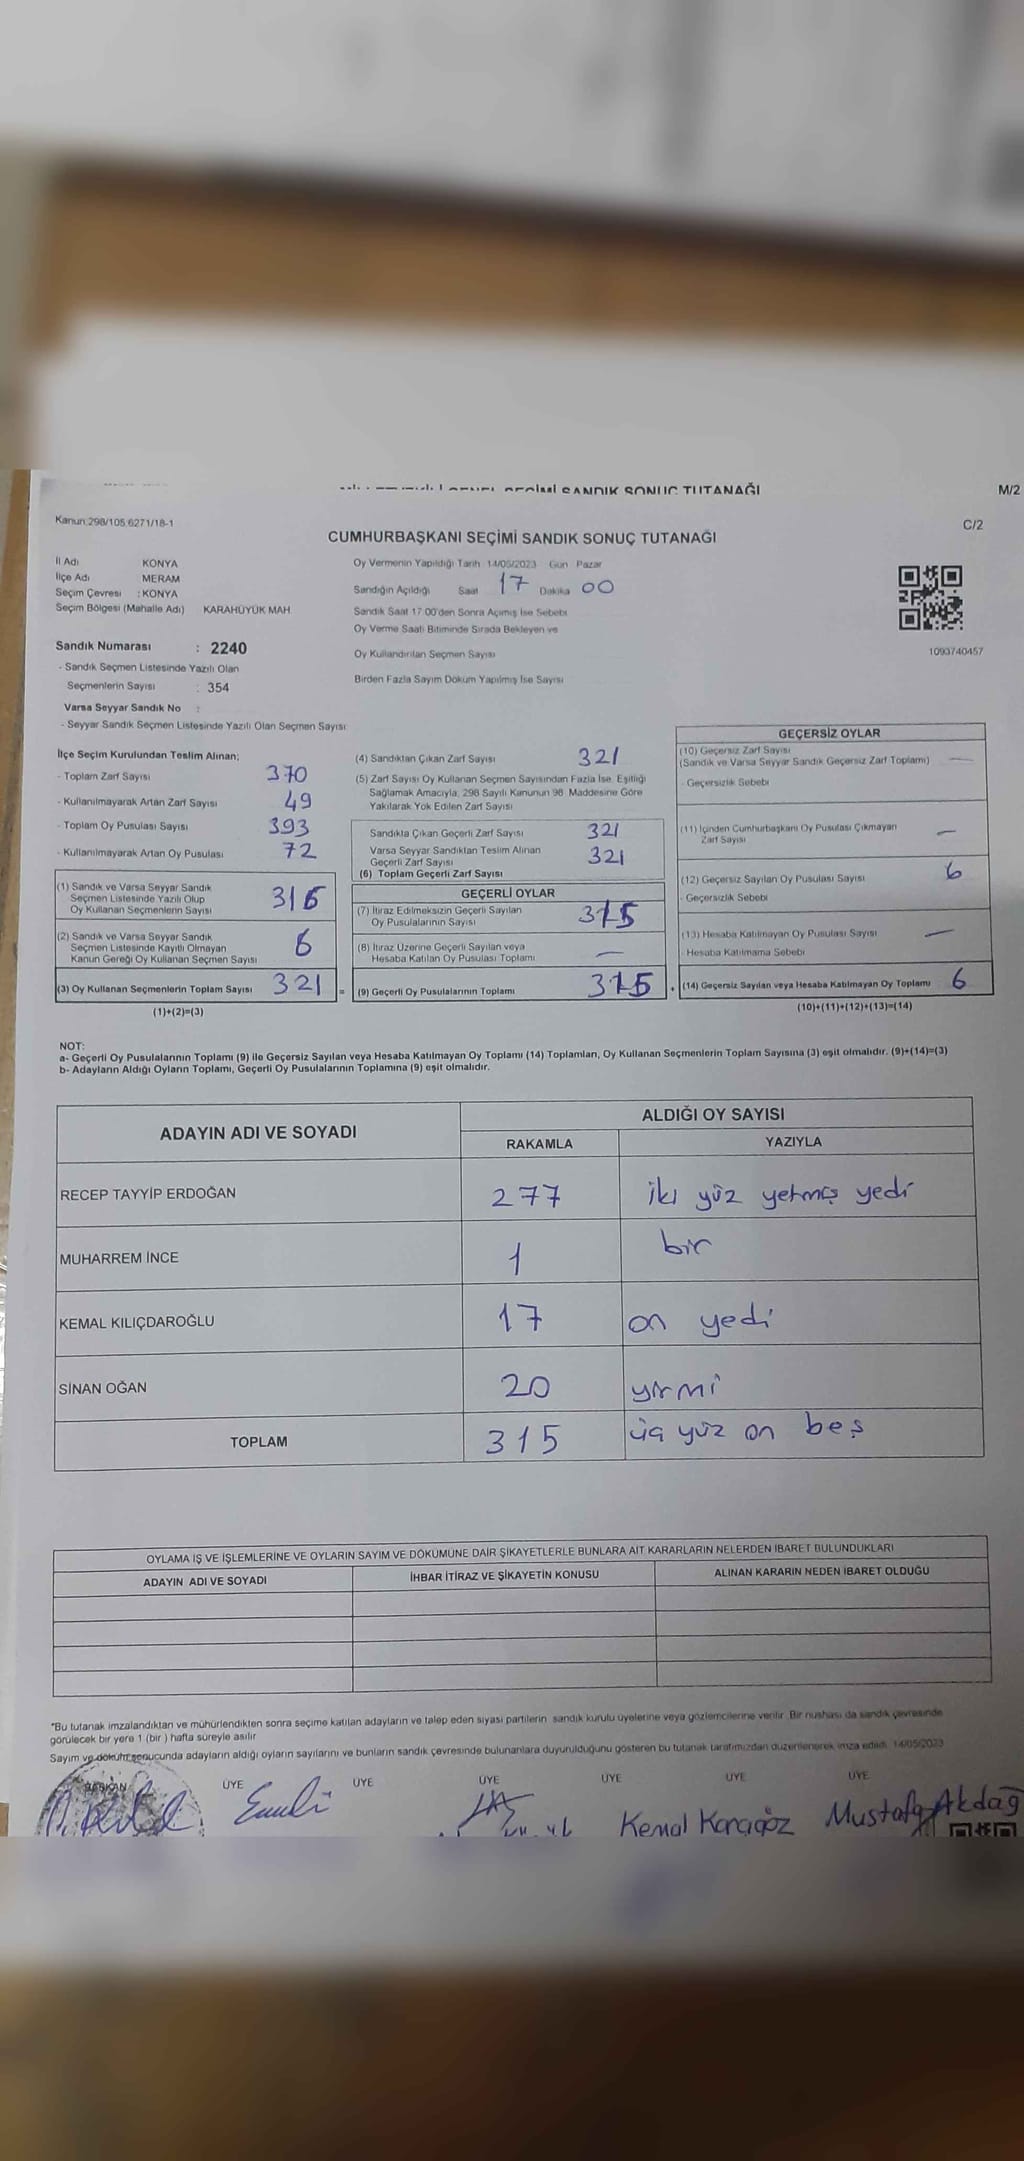 SEÇİMİ SANDIK SONUÇ TUTANAĞI
M/2
Kanun:298/105,6271/18-1
C/2
CUMHURBAŞKANI SEÇİMİ SANDIK SONUÇ TUTANAĞI
İl Adı KONYA
İlçe Adı MERAM
Seçim Çevresi : KONYA
Seçim Bölgesi (Mahalle Adı) KARAHÜYÜK MAH.
Oy Vermenin Yapıldığı Tarih 14/05/2023 Gün Pazar
Sandığın Açıldığı Saat 17 Dakika 00
Sandık Saat 17:00'den Sonra Açımış İse Sebebi
Oy Verme Saati Bitiminde Sırada Bekleyen ve
Oy Kullandırılan Seçmen Sayısı
Birden Fazla Sayım Döküm Yapılmış İse Sayısı
1093740457
Sandık Numarası : 2240
- Sandık Seçmen Listesinde Yazılı Olan
Seçmenlerin Sayısı : 354
Varsa Seyyar Sandık No :
- Seyyar Sandık Seçmen Listesinde Yazılı Olan Seçmen Sayısı:
İlçe Seçim Kurulundan Teslim Alınan;
- Toplam Zarf Sayısı 370
- Kullanılmayarak Artan Zarf Sayısı 49
- Toplam Oy Pusulası Sayısı 393
- Kullanılmayarak Artan Oy Pusulası 72
(1) Sandık ve Varsa Seyyar Sandık
Seçmen Listesinde Yazılı Olup
Oy Kullanan Seçmenlerin Sayısı 315
(2) Sandık ve Varsa Seyyar Sandık
Seçmen Listesinde Kayıtlı Olmayan
Kanun Gereği Oy Kullanan Seçmen Sayısı 6
(3) Oy Kullanan Seçmenlerin Toplam Sayısı 321 =
(1)+(2)=(3)
(4) Sandıktan Çıkan Zarf Sayısı 321
(5) Zarf Sayısı Oy Kullanan Seçmen Sayısından Fazla İse, Eşitliği
Sağlamak Amacıyla, 298 Sayılı Kanunun 98. Maddesine Göre
Yakılarak Yok Edilen Zarf Sayısı
Sandıkta Çıkan Geçerli Zarf Sayısı 321
Varsa Seyyar Sandıktan Teslim Alınan
Geçerli Zarf Sayısı 321
(6) Toplam Geçerli Zarf Sayısı
GEÇERLİ OYLAR
(7) İtiraz Edilmeksizin Geçerli Sayılan
Oy Pusulalarının Sayısı 315
(8) İtiraz Üzerine Geçerli Sayılan veya
Hesaba Katılan Oy Pusulası Toplamı —
(9) Geçerli Oy Pusulalarının Toplamı 315 +
GEÇERSİZ OYLAR
(10) Geçersiz Zarf Sayısı
(Sandık ve Varsa Seyyar Sandık Geçersiz Zarf Toplamı) —
- Geçersizlik Sebebi
(11) İçinden Cumhurbaşkanı Oy Pusulası Çıkmayan
Zarf Sayısı —
(12) Geçersiz Sayılan Oy Pusulası Sayısı 6
- Geçersizlik Sebebi
(13) Hesaba Katılmayan Oy Pusulası Sayısı —
- Hesaba Katılmama Sebebi
(14) Geçersiz Sayılan veya Hesaba Katılmayan Oy Toplamı 6
(10)+(11)+(12)+(13)=(14)
NOT:
a- Geçerli Oy Pusulalarının Toplamı (9) ile Geçersiz Sayılan veya Hesaba Katılmayan Oy Toplamı (14) Toplamları, Oy Kullanan Seçmenlerin Toplam Sayısına (3) eşit olmalıdır. (9)+(14)=(3)
b- Adayların Aldığı Oyların Toplamı, Geçerli Oy Pusulalarının Toplamına (9) eşit olmalıdır.
ADAYIN ADI VE SOYADI
ALDIĞI OY SAYISI
RAKAMLA YAZIYLA
RECEP TAYYİP ERDOĞAN 277 iki yüz yetmiş yedi
MUHARREM İNCE 1 bir
KEMAL KILIÇDAROĞLU 17 on yedi
SİNAN OĞAN 20 yirmi
TOPLAM 315 üç yüz on beş
OYLAMA İŞ VE İŞLEMLERİNE VE OYLARIN SAYIM VE DÖKÜMÜNE DAİR ŞİKAYETLERLE BUNLARA AİT KARARLARIN NELERDEN İBARET BULUNDUKLARI
ADAYIN ADI VE SOYADI İHBAR İTİRAZ VE ŞİKAYETİN KONUSU ALINAN KARARIN NEDEN İBARET OLDUĞU
*Bu tutanak imzalandıktan ve mühürlendikten sonra seçime katılan adayların ve talep eden siyasi partilerin sandık kurulu üyelerine veya gözlemcilerine verilir. Bir nüshası da sandık çevresinde
görülecek bir yere 1 (bir) hafta süreyle asılır.
Sayım ve döküm sonucunda adayların aldığı oyların sayılarını ve bunların sandık çevresinde bulunanlara duyurulduğunu gösteren bu tutanak tarafımızdan düzenlenerek imza edildi. 14/05/2023
BAŞKAN ÜYE ÜYE ÜYE ÜYE ÜYE ÜYE
Kemal Karagöz Mustafa Akdağ